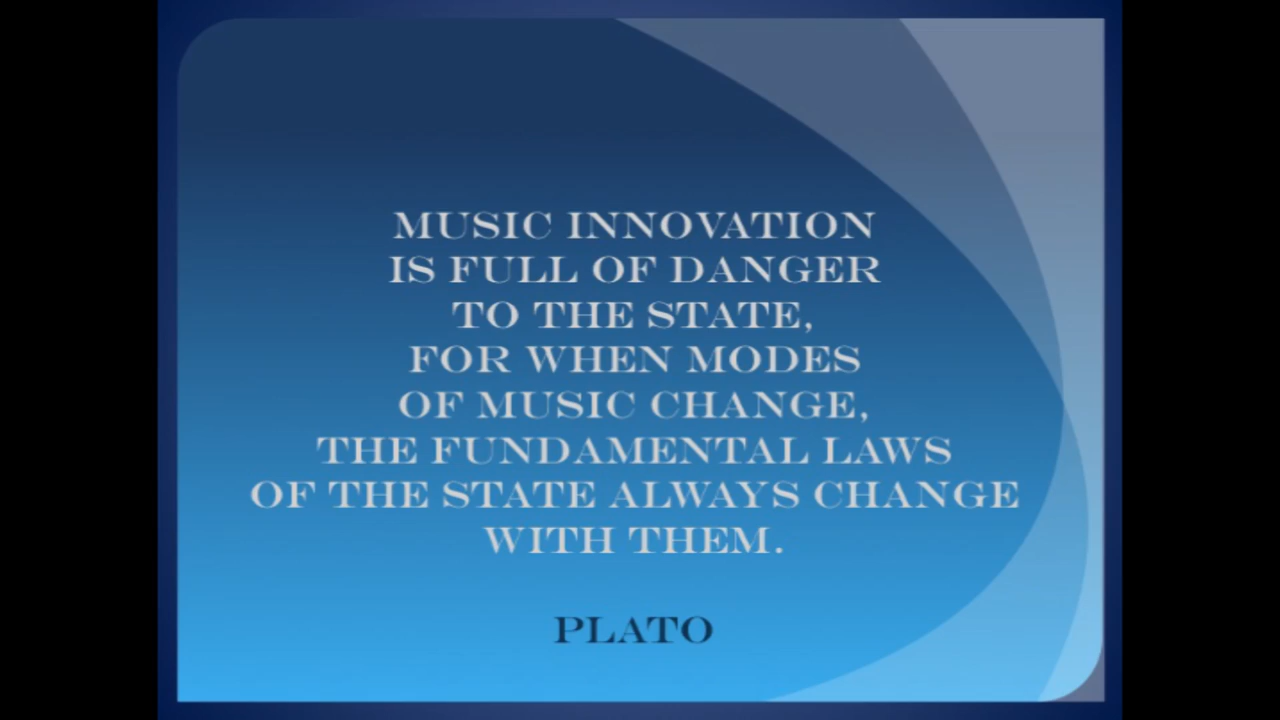 MUSIC INNOVATION
IS FULL OF DANGER
TO THE STATE,
FOR WHEN MODES
OF MUSIC CHANGE,
THE FUNDAMENTAL LAWS
OF THE STATE ALWAYS CHANGE
WITH THEM.
PLATO